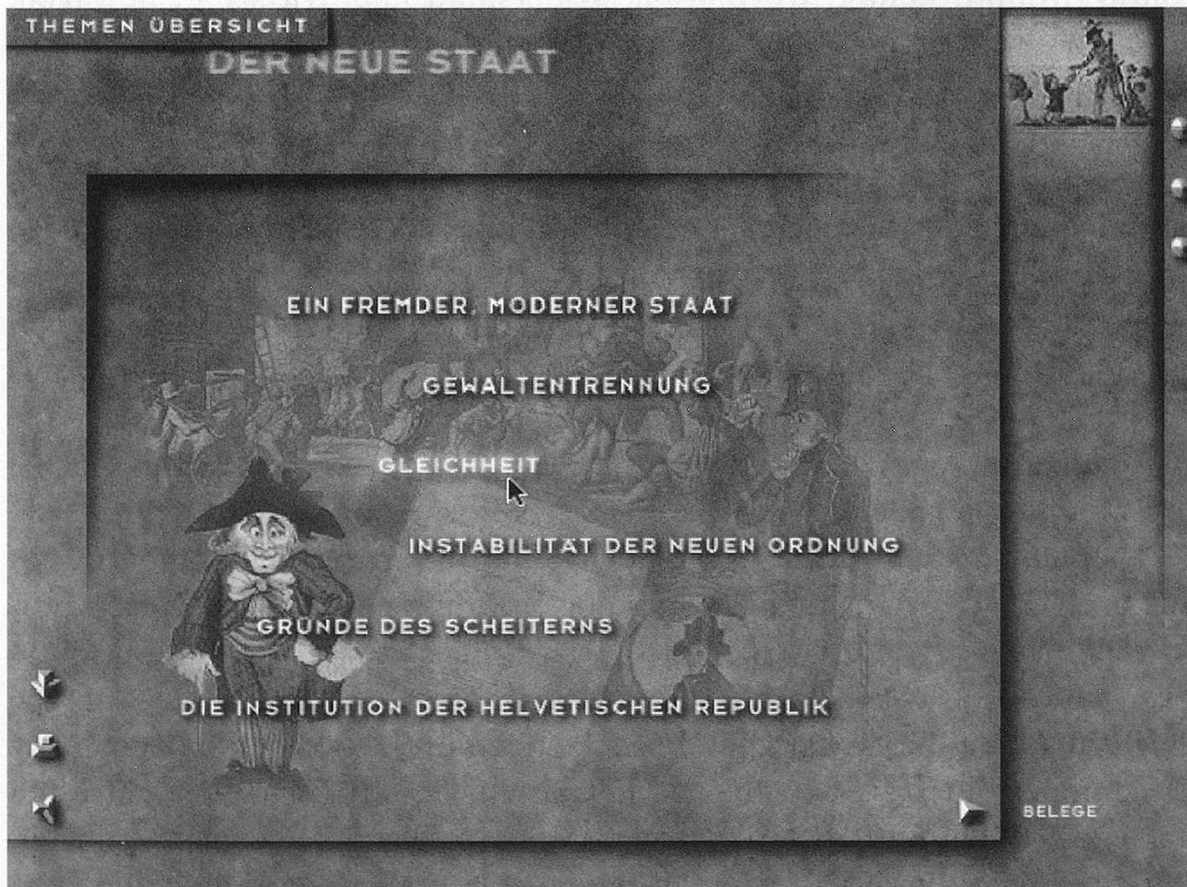 THEMEN ÜBERSICHT
DER NEUE STAAT
EIN FREMDER, MODERNER STAAT
GEWALTENTRENNUNG
GLEICHHEIT
INSTABILITÄT DER NEUEN ORDNUNG
GRÜNDE DES SCHEITERNS
DIE INSTITUTION DER HELVETISCHEN REPUBLIK
BELEGE